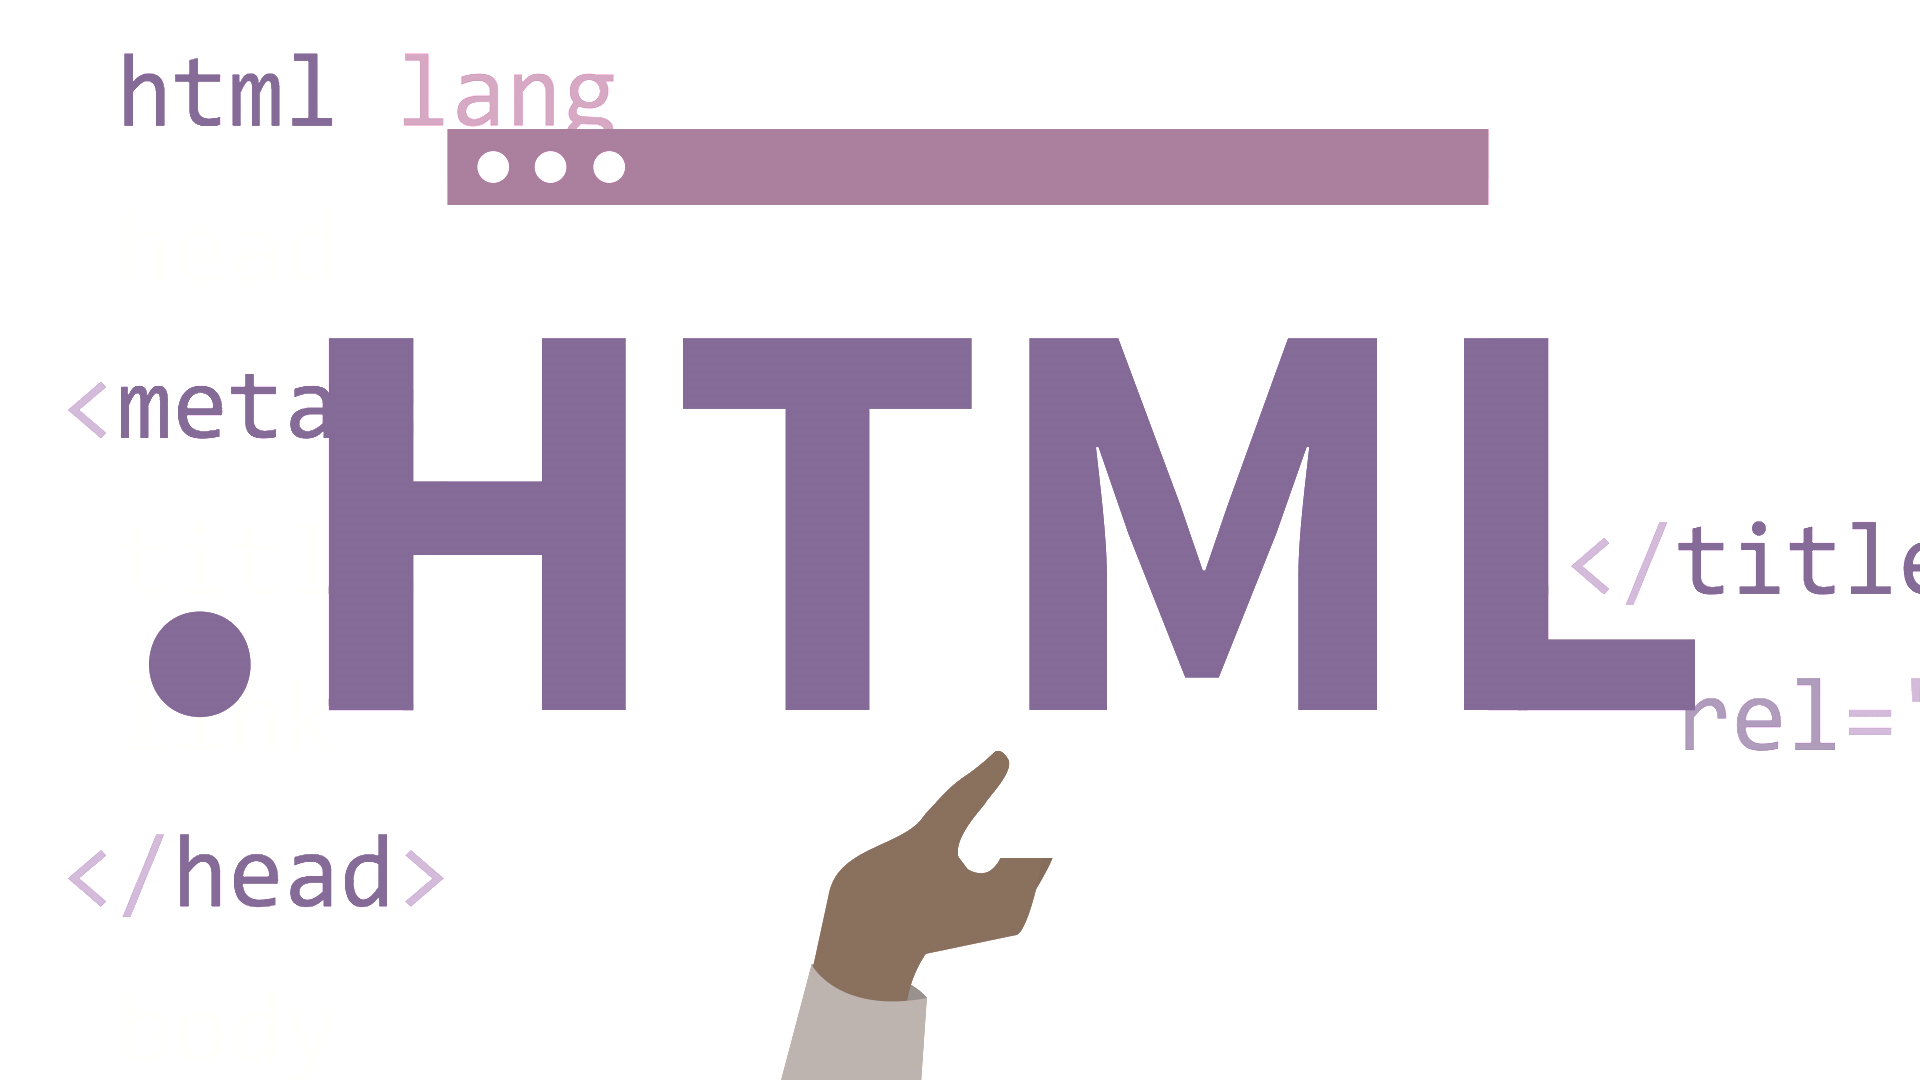 html lang
<meta
.HTML
</title
rel="
</head>